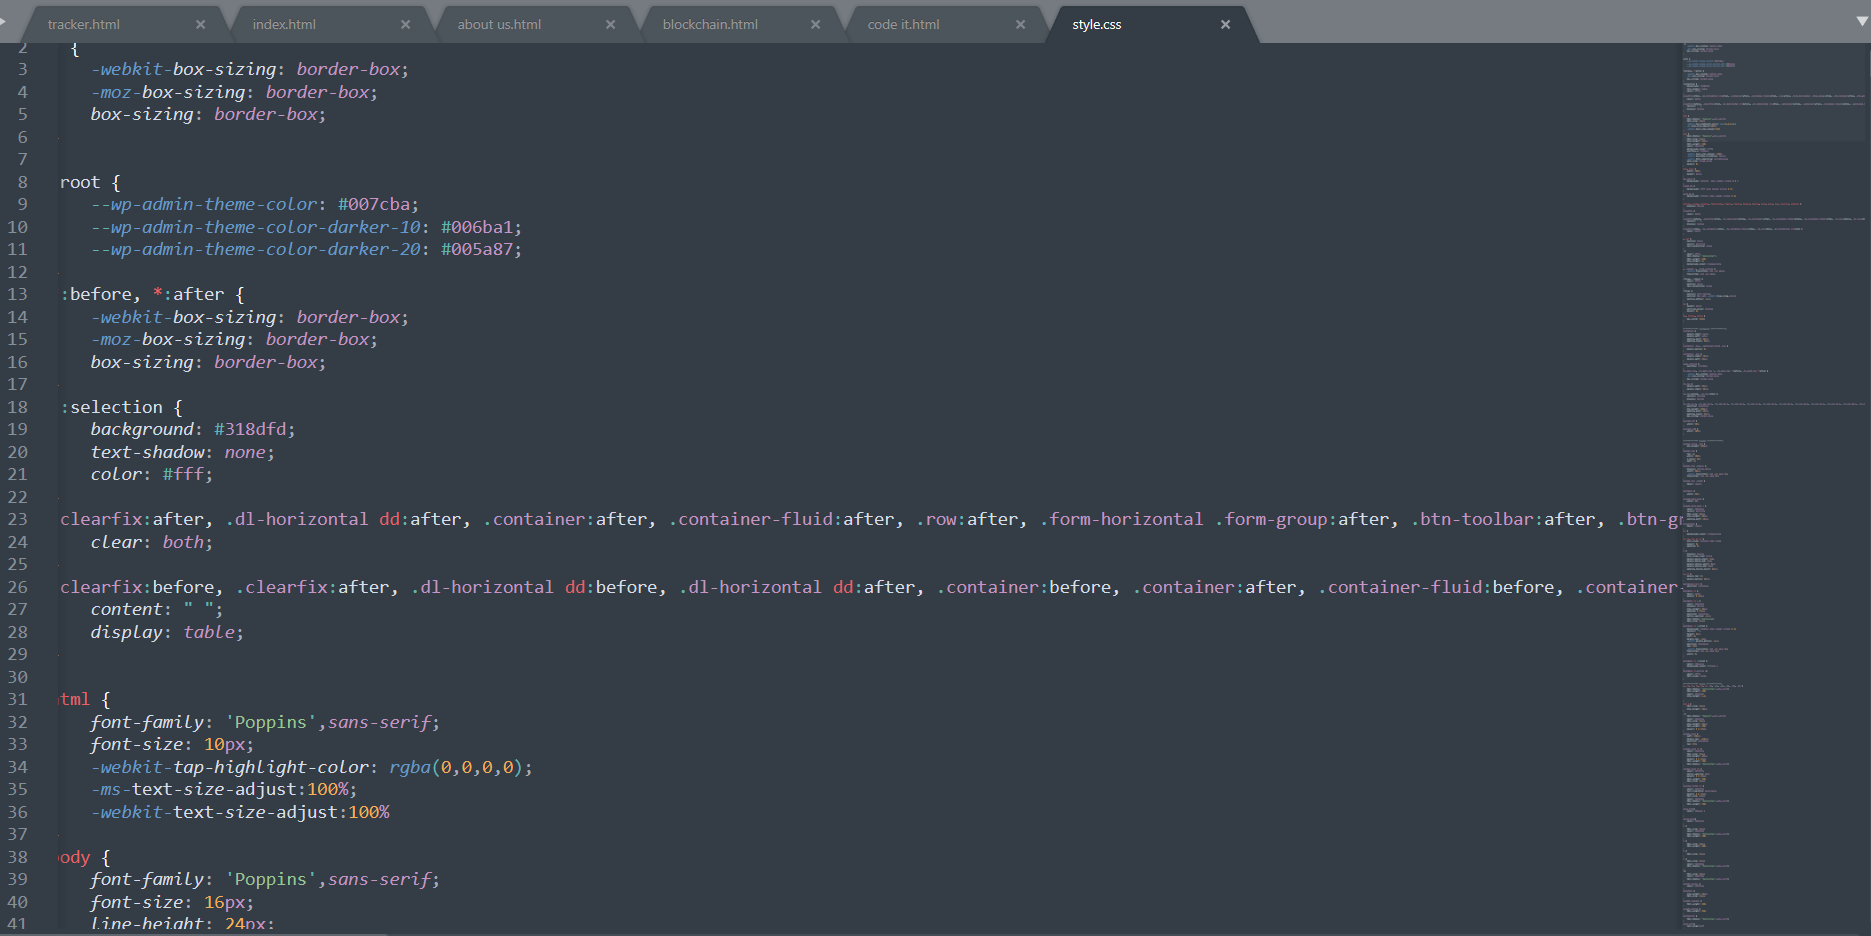 tracker.html × index.html × about us.html × blockchain.html × code it.html × style.css ×
2 {
3 -webkit-box-sizing: border-box;
4 -moz-box-sizing: border-box;
5 box-sizing: border-box;
6
7
8 root {
9 --wp-admin-theme-color: #007cba;
10 --wp-admin-theme-color-darker-10: #006ba1;
11 --wp-admin-theme-color-darker-20: #005a87;
12
13 :before, *:after {
14 -webkit-box-sizing: border-box;
15 -moz-box-sizing: border-box;
16 box-sizing: border-box;
17
18 :selection {
19 background: #318dfd;
20 text-shadow: none;
21 color: #fff;
22
23 clearfix:after, .dl-horizontal dd:after, .container:after, .container-fluid:after, .row:after, .form-horizontal .form-group:after, .btn-toolbar:after, .btn-gr
24 clear: both;
25
26 clearfix:before, .clearfix:after, .dl-horizontal dd:before, .dl-horizontal dd:after, .container:before, .container:after, .container-fluid:before, .container
27 content: " ";
28 display: table;
29
30
31 tml {
32 font-family: 'Poppins',sans-serif;
33 font-size: 10px;
34 -webkit-tap-highlight-color: rgba(0,0,0,0);
35 -ms-text-size-adjust:100%;
36 -webkit-text-size-adjust:100%
37
38 ody {
39 font-family: 'Poppins',sans-serif;
40 font-size: 16px;
41 line-height: 24px;